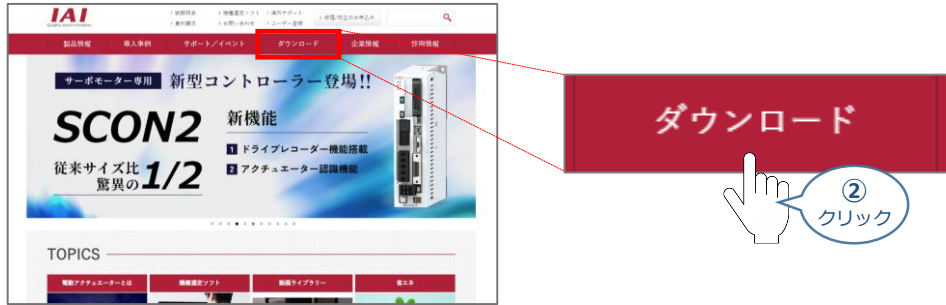 IAI
Quality and Innovation
› 納期照会 › 機種選定ソフト › 海外サポート
› 資料請求 › お問い合わせ › ユーザー登録
› 修理/校正のお申込み
製品情報 導入事例 サポート／イベント ダウンロード 企業情報 採用情報
サーボモーター専用 新型コントローラー登場!!
SCON2
新機能
1 ドライブレコーダー機能搭載
2 アクチュエーター認識機能
従来サイズ比
驚異の1/2
TOPICS
電動アクチュエーターとは 機種選定ソフト 動画ライブラリー 省エネ
ダウンロード
②
クリック